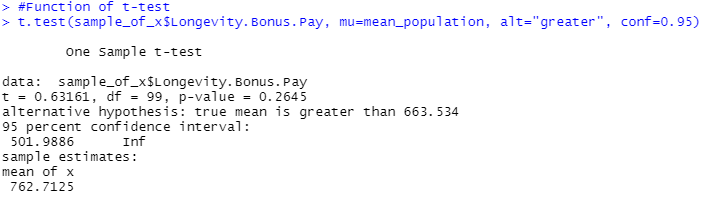 > #Function of t-test
> t.test(sample_of_x$Longevity.Bonus.Pay, mu=mean_population, alt="greater", conf=0.95)
One Sample t-test
data:  sample_of_x$Longevity.Bonus.Pay
t = 0.63161, df = 99, p-value = 0.2645
alternative hypothesis: true mean is greater than 663.534
95 percent confidence interval:
501.9886      Inf
sample estimates:
mean of x
762.7125